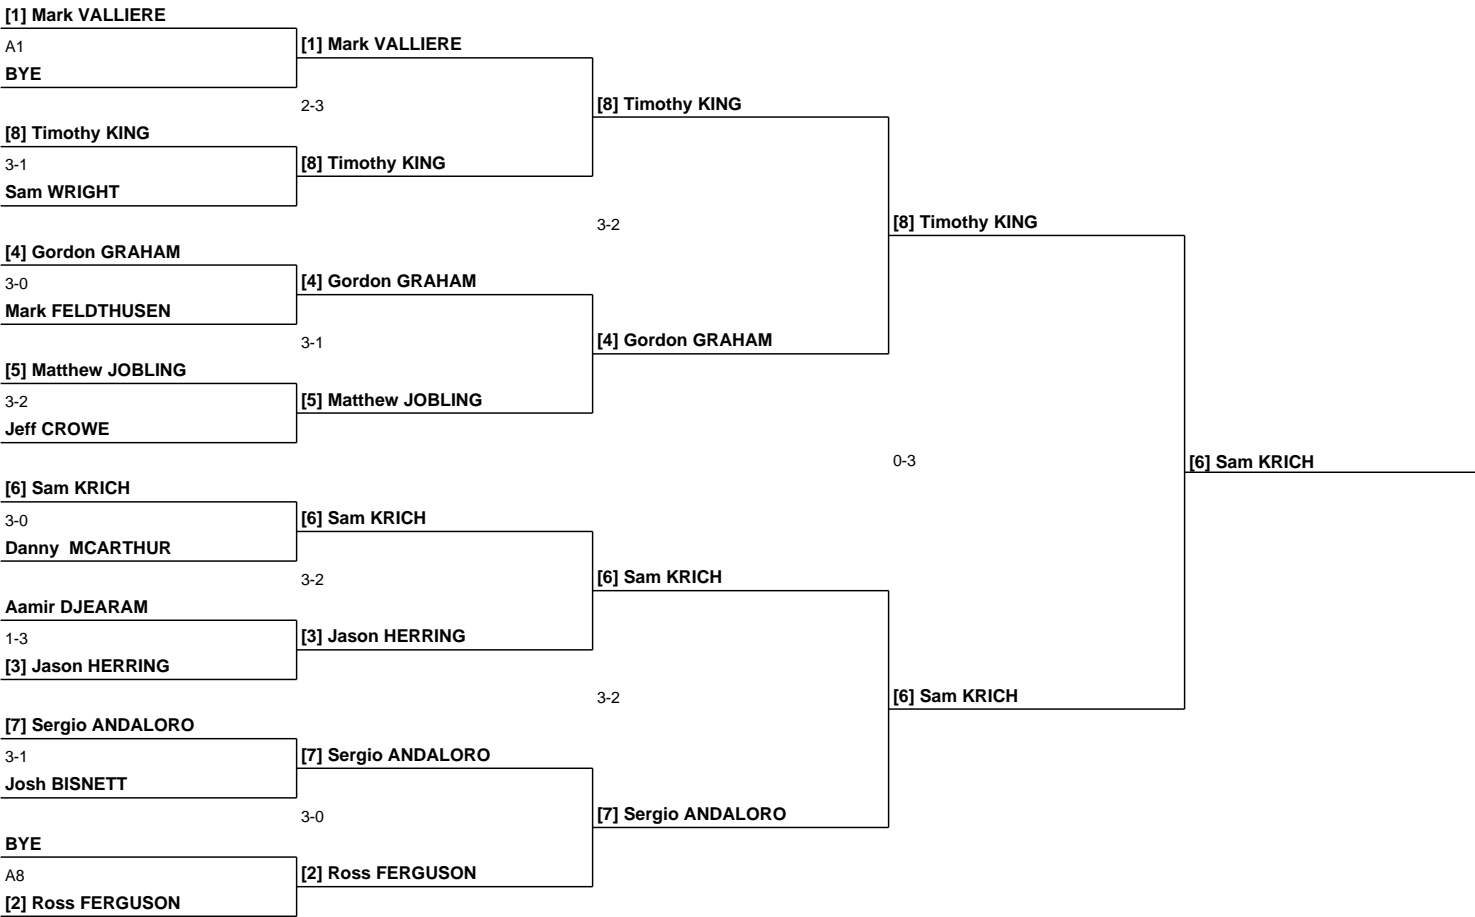 [1] Mark VALLIERE
A1
BYE
[8] Timothy KING
3-1
Sam WRIGHT
[4] Gordon GRAHAM
3-0
Mark FELDTHUSEN
[5] Matthew JOBLING
3-2
Jeff CROWE
[6] Sam KRICH
3-0
Danny  MCARTHUR
Aamir DJEARAM
1-3
[3] Jason HERRING
[7] Sergio ANDALORO
3-1
Josh BISNETT
BYE
A8
[2] Ross FERGUSON
[1] Mark VALLIERE
2-3
[8] Timothy KING
[4] Gordon GRAHAM
3-1
[5] Matthew JOBLING
[6] Sam KRICH
3-2
[3] Jason HERRING
[7] Sergio ANDALORO
3-0
[2] Ross FERGUSON
[8] Timothy KING
3-2
[4] Gordon GRAHAM
[6] Sam KRICH
3-2
[7] Sergio ANDALORO
[8] Timothy KING
0-3
[6] Sam KRICH
[6] Sam KRICH